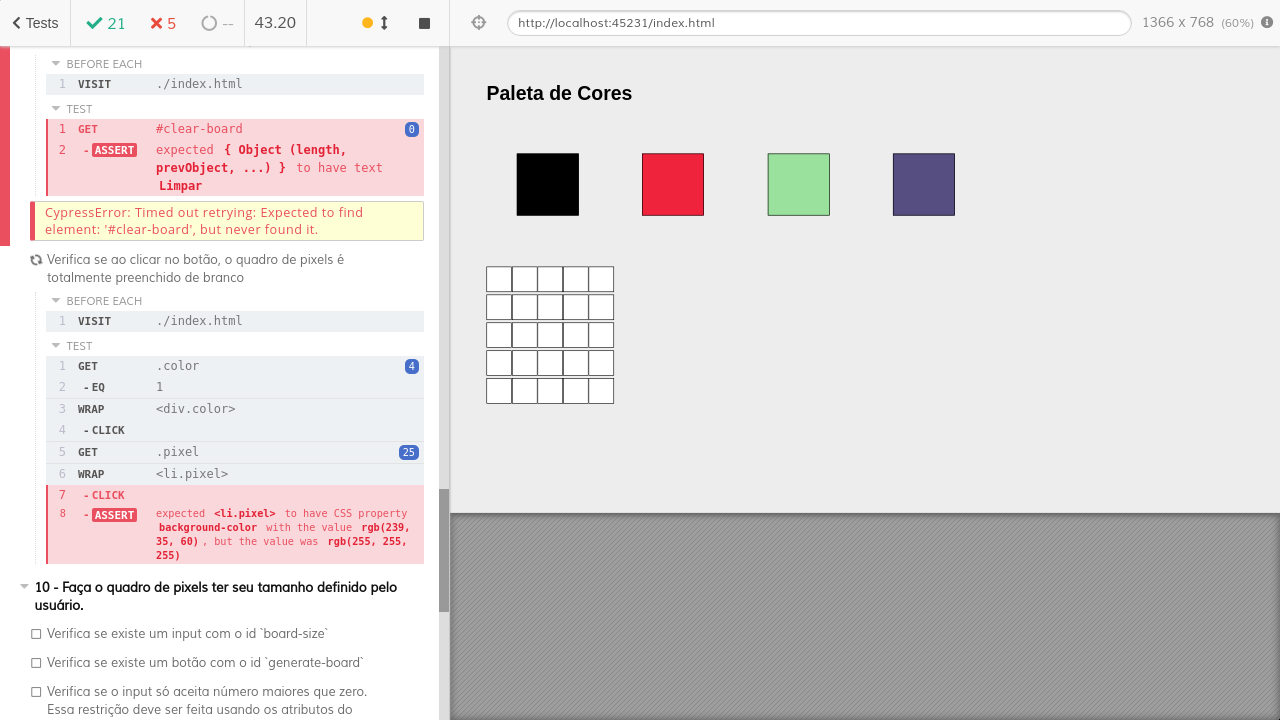 Tests 21 5 -- 43.20 http://localhost:45231/index.html 1366 x 768 (60%)
BEFORE EACH
1 VISIT ./index.html
TEST
1 GET #clear-board 0
2 - ASSERT expected { Object (length,
prevObject, ...) } to have text
Limpar
CypressError: Timed out retrying: Expected to find
element: '#clear-board', but never found it.
Verifica se ao clicar no botão, o quadro de pixels é
totalmente preenchido de branco
BEFORE EACH
1 VISIT ./index.html
TEST
1 GET .color 4
2 - EQ 1
3 WRAP <div.color>
4 - CLICK
5 GET .pixel 25
6 WRAP <li.pixel>
7 - CLICK
8 - ASSERT expected <li.pixel> to have CSS property
background-color with the value rgb(239,
35, 60) , but the value was rgb(255, 255,
255)
10 - Faça o quadro de pixels ter seu tamanho definido pelo
usuário.
Verifica se existe um input com o id `board-size`
Verifica se existe um botão com o id `generate-board`
Verifica se o input só aceita número maiores que zero.
Essa restrição deve ser feita usando os atributos do
Paleta de Cores